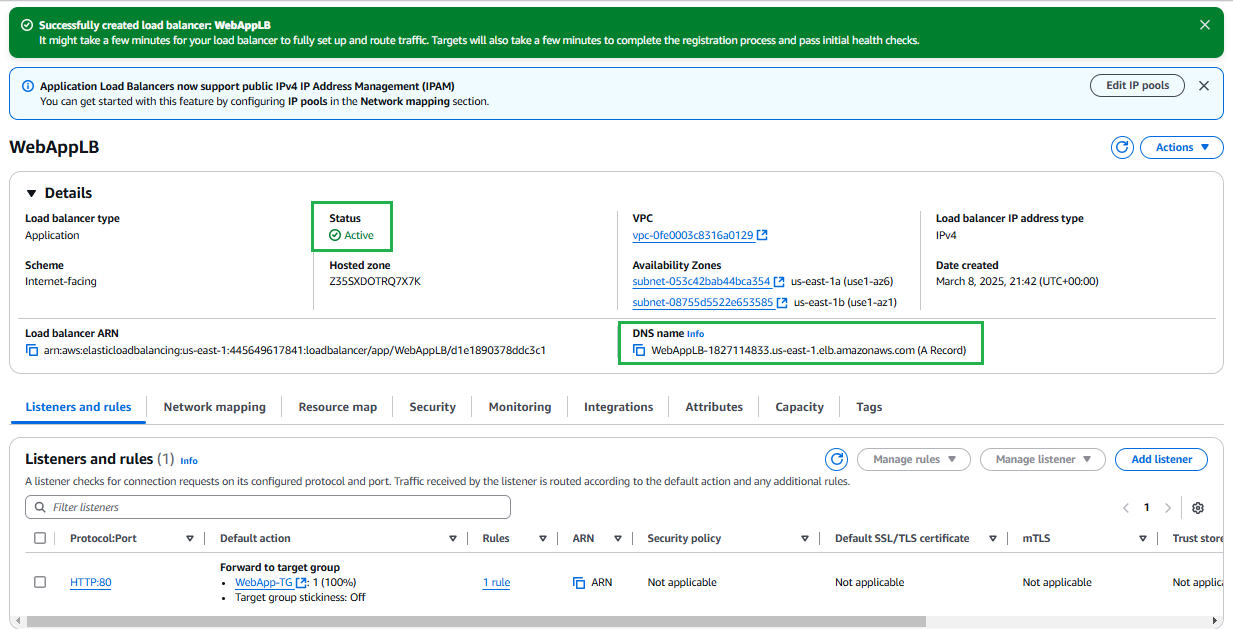 Successfully created load balancer: WebAppLB
It might take a few minutes for your load balancer to fully set up and route traffic. Targets will also take a few minutes to complete the registration process and pass initial health checks.
Application Load Balancers now support public IPv4 IP Address Management (IPAM)
You can get started with this feature by configuring IP pools in the Network mapping section.
Edit IP pools
WebAppLB
Actions
Details
Load balancer type
Application
Status
Active
VPC
vpc-0fe0003c8316a0129
Load balancer IP address type
IPv4
Scheme
Internet-facing
Hosted zone
Z35SXDOTRQ7X7K
Availability Zones
subnet-053c42bab44bca354 us-east-1a (use1-az6)
subnet-08755d5522e653585 us-east-1b (use1-az1)
Date created
March 8, 2025, 21:42 (UTC+00:00)
Load balancer ARN
arn:aws:elasticloadbalancing:us-east-1:445649617841:loadbalancer/app/WebAppLB/d1e1890378ddc3c1
DNS name Info
WebAppLB-1827114833.us-east-1.elb.amazonaws.com (A Record)
Listeners and rules Network mapping Resource map Security Monitoring Integrations Attributes Capacity Tags
Listeners and rules (1) Info
Manage rules Manage listener Add listener
A listener checks for connection requests on its configured protocol and port. Traffic received by the listener is routed according to the default action and any additional rules.
Filter listeners
1
Protocol:Port Default action Rules ARN Security policy Default SSL/TLS certificate mTLS Trust store
HTTP:80
Forward to target group
• WebApp-TG : 1 (100%)
• Target group stickiness: Off
1 rule ARN Not applicable Not applicable Not applicable Not applica